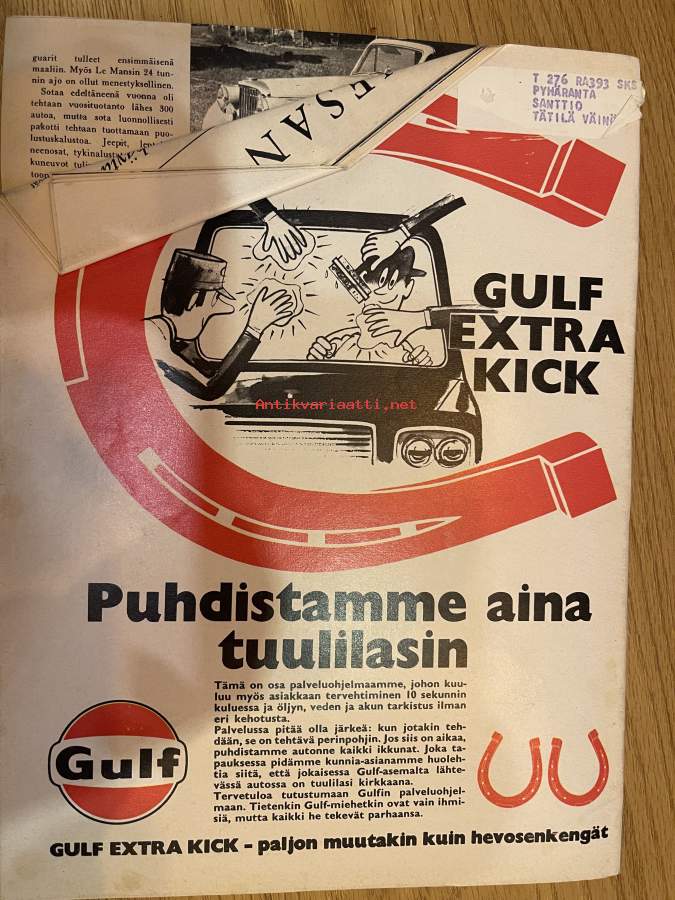 guarit tulleet ensimmäisenä
maaliin. Myös Le Mansin 24 tun-
nin ajo on ollut menetyksellinen.
Sotaa edeltäneenä vuonna oli
tehtaan vuosituotanto lähes 300
autoa, mutta sota luonnollisesti
pakotti tehtaan tuottamaan puo-
lustuskalustoa. Jeepit,
neenosat,
kuneuvot
T 276 RA393 SKS
PYHÄRANTA
SANTTIO
TÄTILÄ VÄINÖ
GULF
EXTRA
KICK
Antikvariaatti.net
Puhdistamme aina
tuulilasin
Tämä on osa palveluohjelmaamme, johon kuu-
luu myös asiakkaan tervehtiminen 10 sekunnin
kuluessa ja öljyn, veden ja akun tarkistus ilman
eri kehotusta.
Palvelussa pitää olla järkeä: kun jotakin teh-
dään, se on tehtävä perinpohjin. Jos siis on aikaa,
puhdistamme autonne kaikki ikkunat. Joka ta-
pauksessa pidämme kunnia-asianamme huoleh-
tia siitä, että jokaisessa Gulf-asemalta lähte-
vässä autossa on tuulilasi kirkkaana.
Tervetuloa tutustumaan Gulfin palveluohjel-
maan. Tietenkin Gulf-miehetkin ovat vain ihmi-
siä, mutta kaikki he tekevät parhaansa.
Gulf
GULF EXTRA KICK – paljon muutakin kuin hevosenkengät